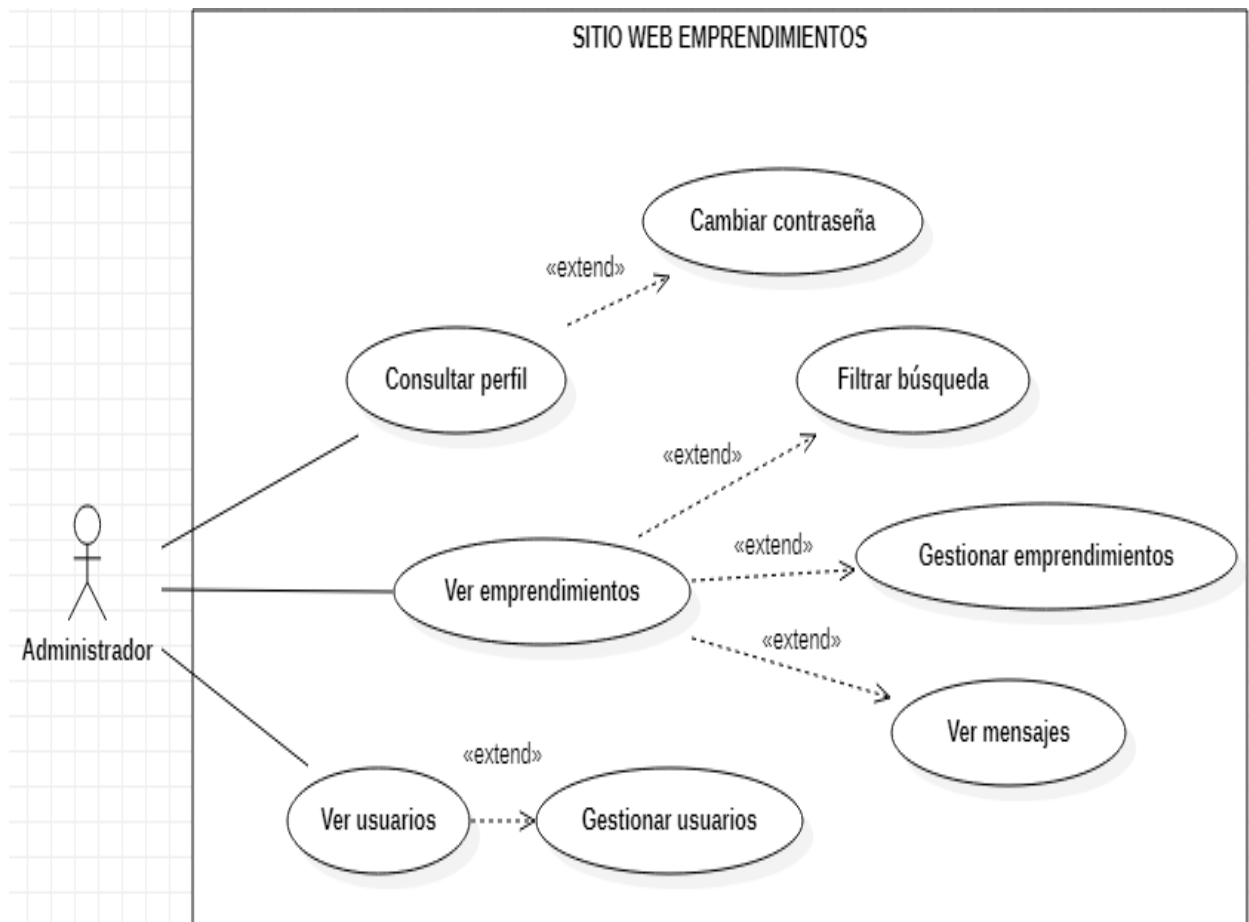 SITIO WEB EMPRENDIMIENTOS
Cambiar contraseña
«extend»
Consultar perfil
Filtrar búsqueda
«extend»
«extend»
Gestionar emprendimientos
Ver emprendimientos
«extend»
Administrador
Ver mensajes
«extend»
Ver usuarios
Gestionar usuarios